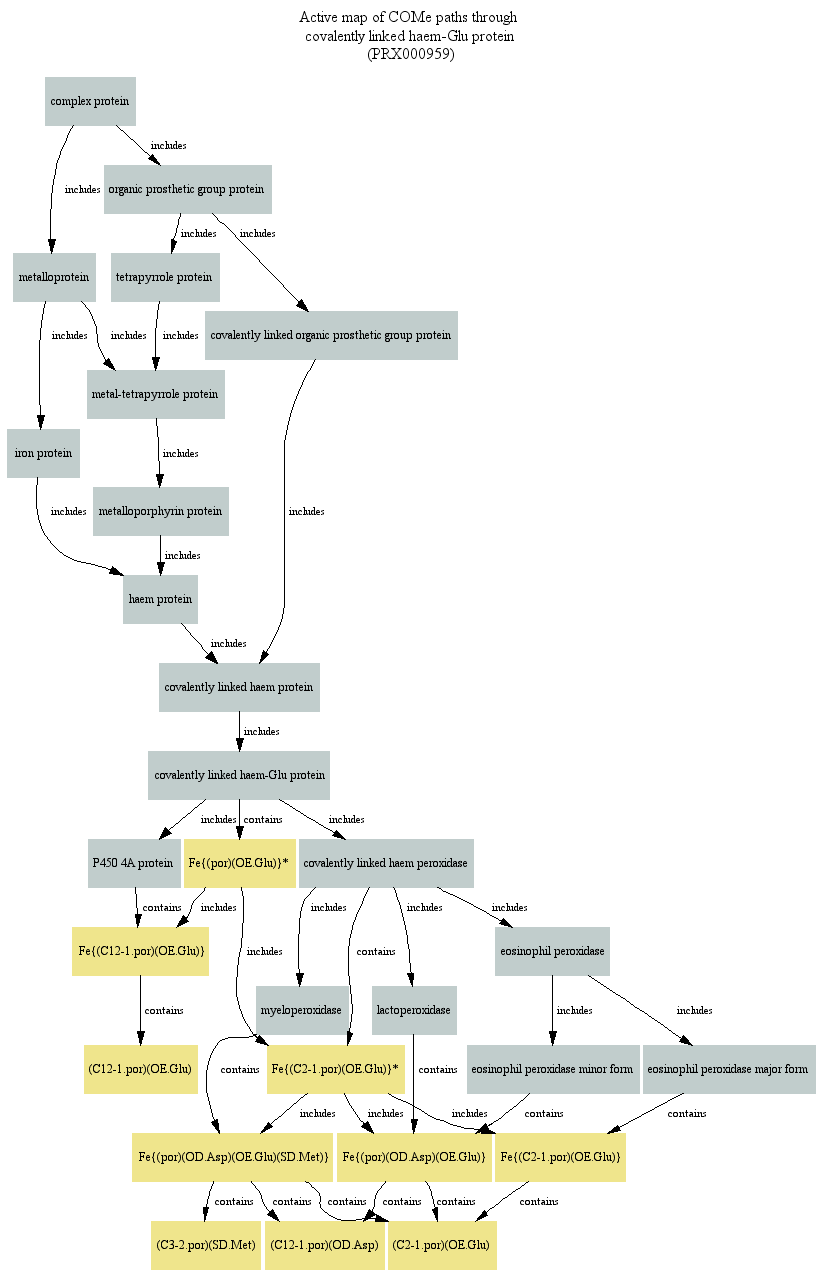 Active map of COMe paths through
covalently linked haem-Glu protein
(PRX000959)
complex protein
includes
includes
organic prosthetic group protein
includes
includes
metalloprotein
tetrapyrrole protein
covalently linked organic prosthetic group protein
includes
includes
includes
metal-tetrapyrrole protein
iron protein
includes
metalloporphyrin protein
includes
includes
includes
haem protein
includes
covalently linked haem protein
includes
covalently linked haem-Glu protein
includes
contains
includes
P450 4A protein
Fe{(por)(OE.Glu)}*
covalently linked haem peroxidase
contains
includes
includes
includes
includes
Fe{(C12-1.por)(OE.Glu)}
includes
contains
eosinophil peroxidase
contains
myeloperoxidase
lactoperoxidase
includes
includes
(C12-1.por)(OE.Glu)
contains
Fe{(C2-1.por)(OE.Glu)}*
contains
eosinophil peroxidase minor form
eosinophil peroxidase major form
includes
includes
includes
contains
contains
Fe{(por)(OD.Asp)(OE.Glu)(SD.Met)}
Fe{(por)(OD.Asp)(OE.Glu)}
Fe{(C2-1.por)(OE.Glu)}
contains
contains
contains
contains
contains
contains
(C3-2.por)(SD.Met)
(C12-1.por)(OD.Asp)
(C2-1.por)(OE.Glu)